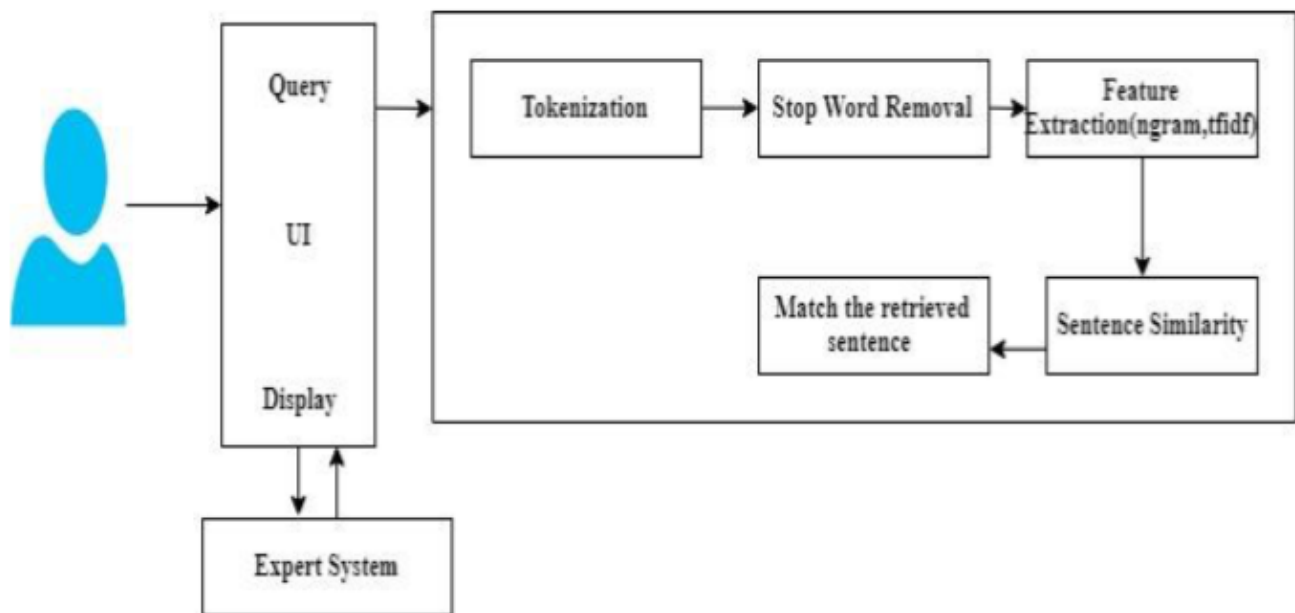 Query
UI
Display
Tokenization
Stop Word Removal
Feature
Extraction(ngram,tfidf)
Match the retrieved
sentence
Sentence Similarity
Expert System